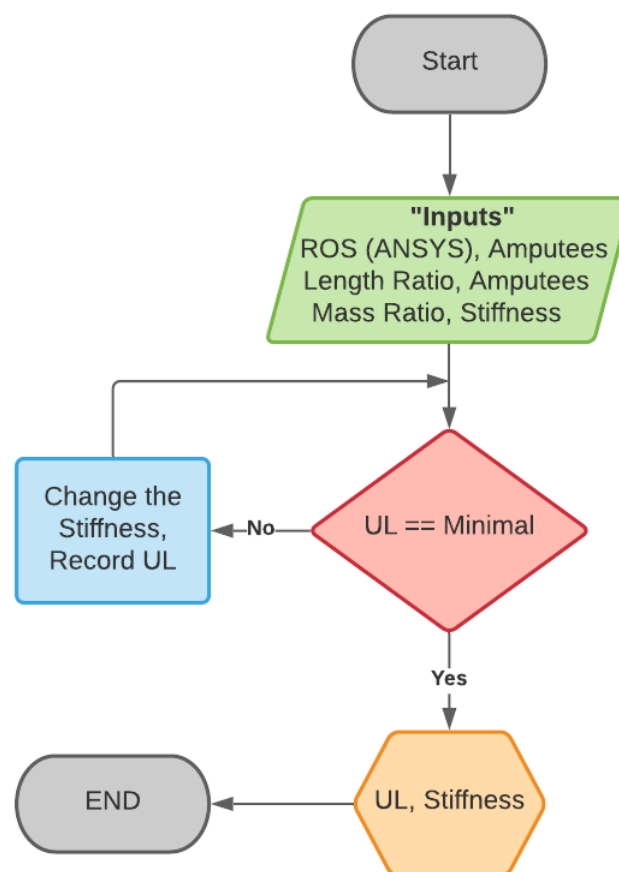 Start
"Inputs"
ROS (ANSYS), Amputees
Length Ratio, Amputees
Mass Ratio, Stiffness
Change the
Stiffness,
Record UL
No
UL == Minimal
Yes
END
UL, Stiffness